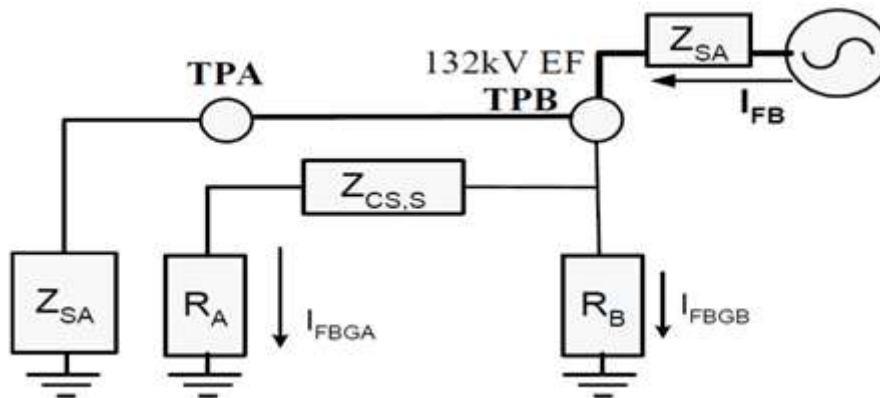 Z_SA
132kV EF
TPA
TPB
I_FB
Z_CS,S
Z_SA
R_A
I_FBGA
R_B
I_FBGB